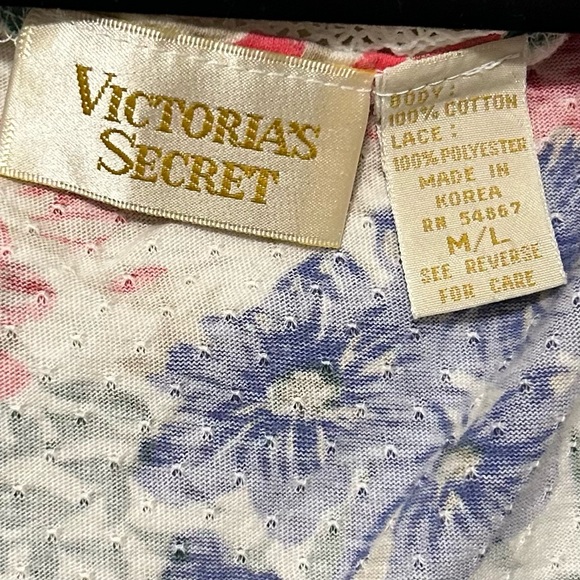 VICTORIA'S
SECRET
BODY:
100% COTTON
LACE:
100% POLYESTER
MADE IN
KOREA
RN 54867
M/L
SEE REVERSE
FOR CARE